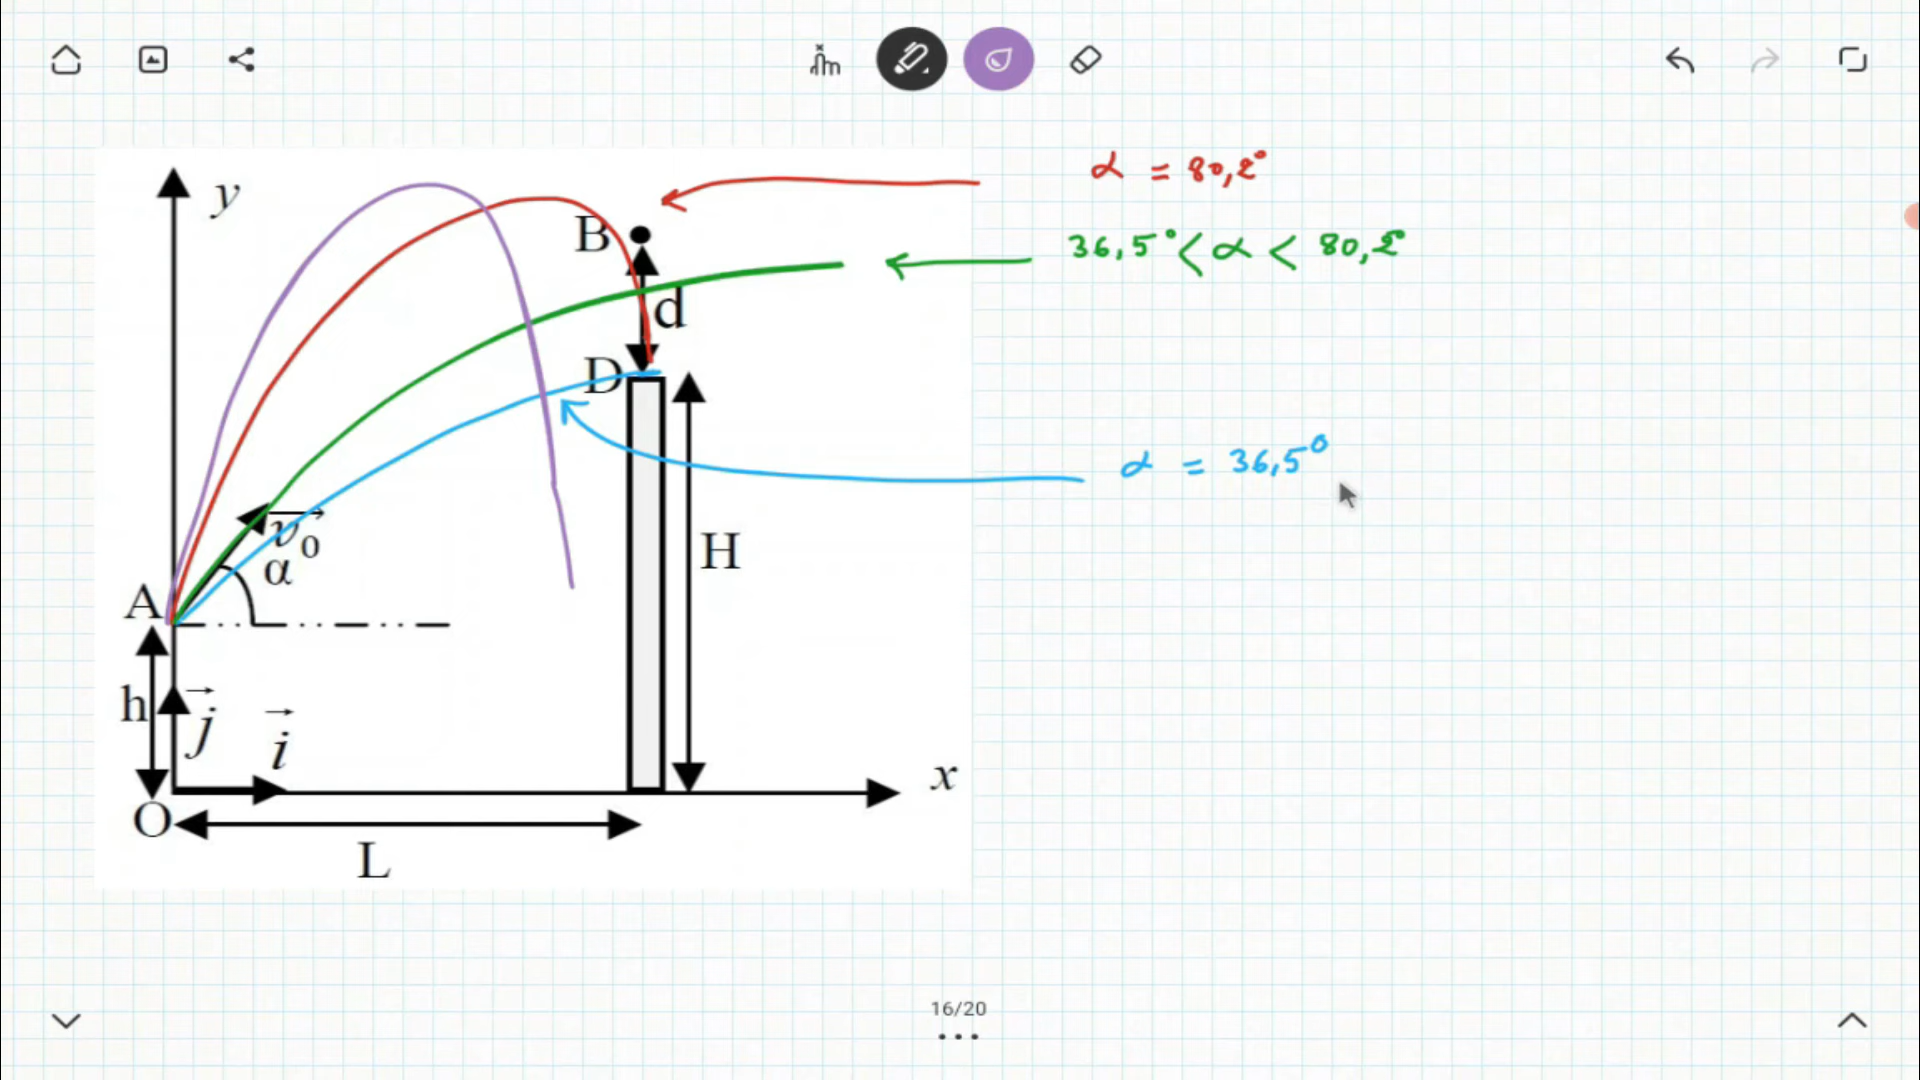 α = 80,2°
y
B
36,5° < α < 80,2°
d
D
α = 36,5°
v₀
H
α
A
h
j
i
x
O
L
16/20